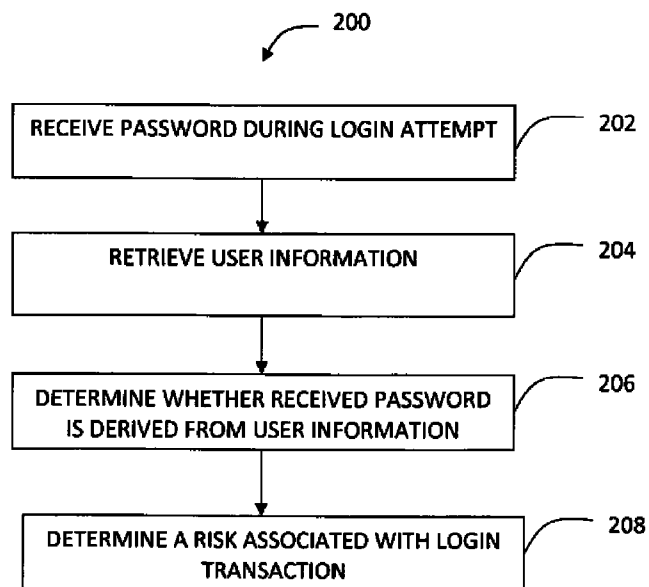 200
RECEIVE PASSWORD DURING LOGIN ATTEMPT
202
RETRIEVE USER INFORMATION
204
DETERMINE WHETHER RECEIVED PASSWORD
IS DERIVED FROM USER INFORMATION
206
DETERMINE A RISK ASSOCIATED WITH LOGIN
TRANSACTION
208